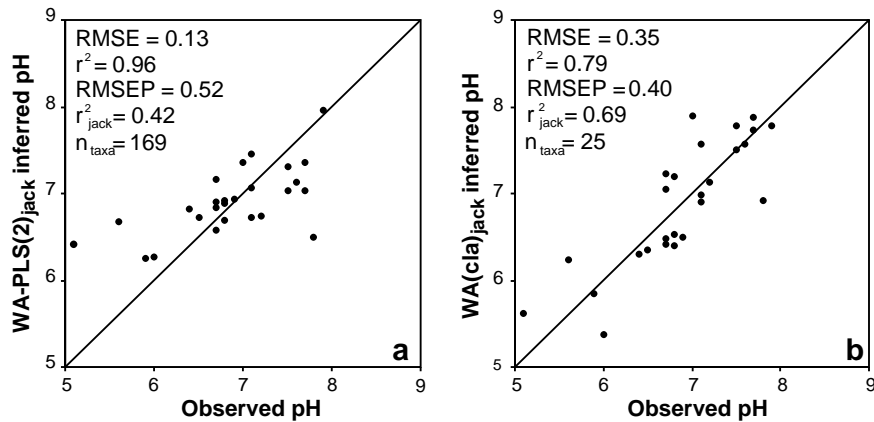 RMSE = 0.13
r² = 0.96
RMSEP = 0.52
r²jack= 0.42
ntaxa= 169
9
8
7
6
5
WA-PLS(2)jack inferred pH
a
5 6 7 8 9
Observed pH
RMSE = 0.35
r² = 0.79
RMSEP = 0.40
r²jack= 0.69
ntaxa= 25
9
8
7
6
5
WA(cla)jack inferred pH
b
5 6 7 8 9
Observed pH